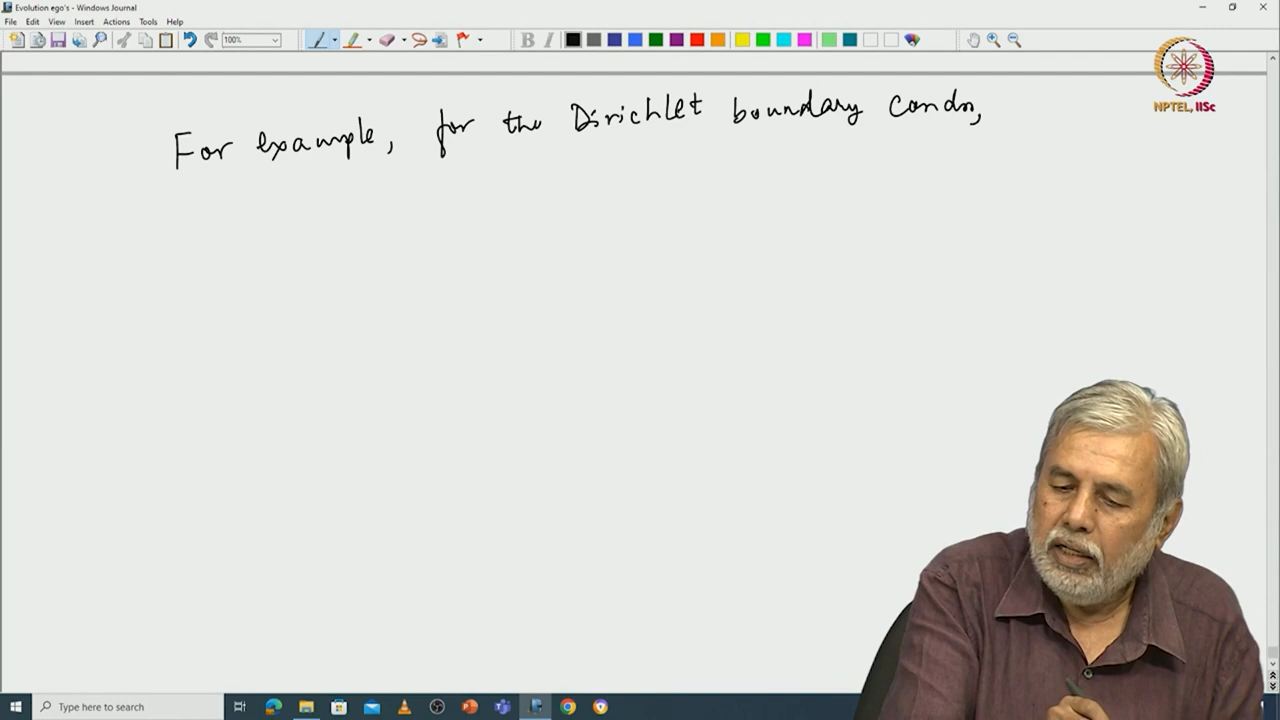 Evolution eqo's - Windows Journal
File Edit View Insert Actions Tools Help
100%
B I
NPTEL, IISc
For example, for the Dirichlet boundary condn,
Type here to search